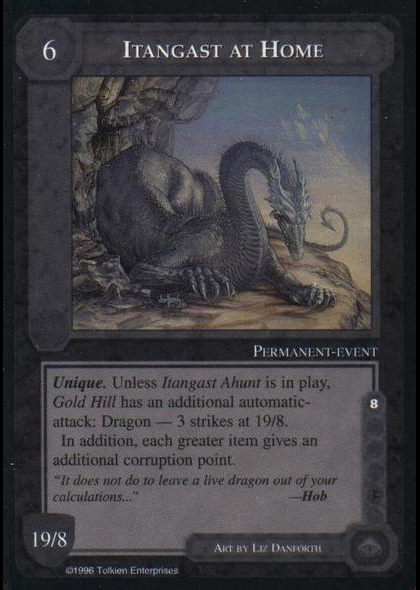 6
ITANGAST AT HOME
PERMANENT-EVENT
Unique. Unless Itangast Ahunt is in play,
Gold Hill has an additional automatic-
attack: Dragon — 3 strikes at 19/8.
In addition, each greater item gives an
additional corruption point.
“It does not do to leave a live dragon out of your
calculations...” —Hob
8
19/8
ART BY LIZ DANFORTH
©1996 Tolkien Enterprises